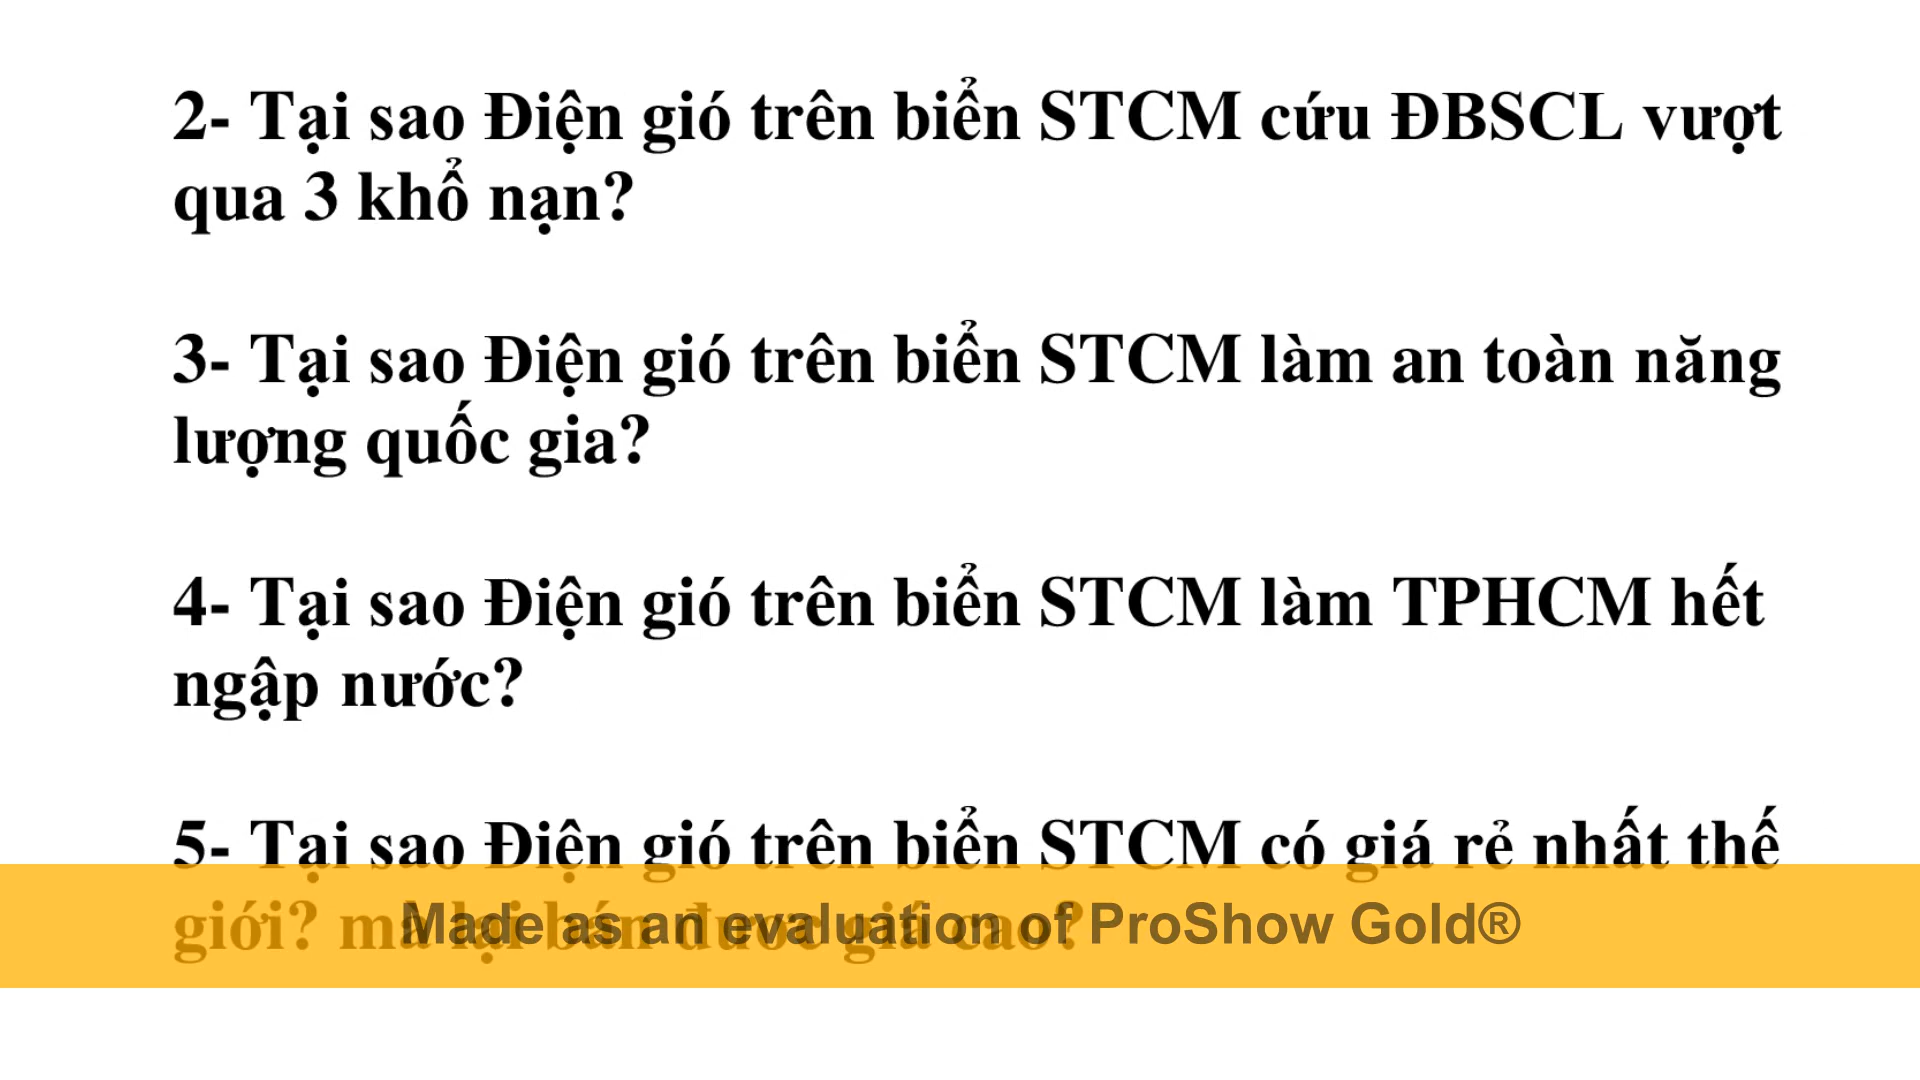 2- Tại sao Điện gió trên biển STCM cứu ĐBSCL vượt
qua 3 khổ nạn?
3- Tại sao Điện gió trên biển STCM làm an toàn năng
lượng quốc gia?
4- Tại sao Điện gió trên biển STCM làm TPHCM hết
ngập nước?
5- Tại sao Điện gió trên biển STCM có giá rẻ nhất thế
giới? mà lại bán được giá cao?
Made as an evaluation of ProShow Gold®